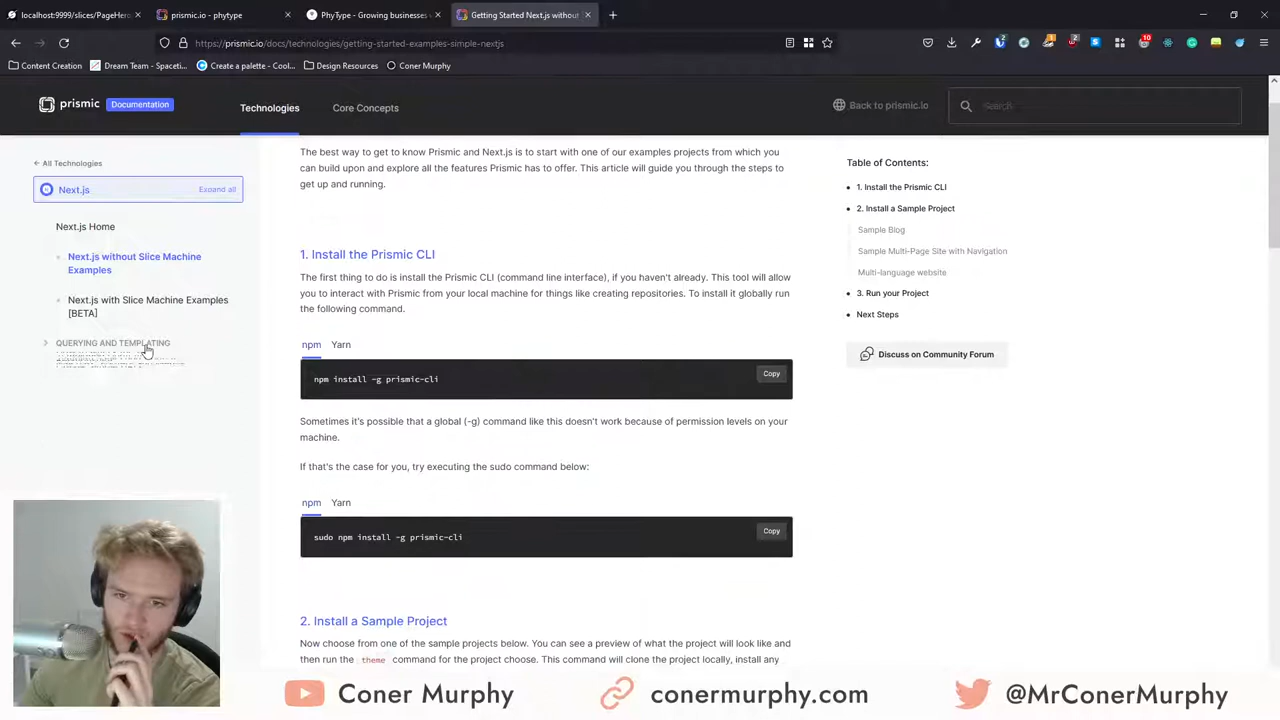 localhost:9999/slices/PageHero
prismic.io - phytype
PhyType - Growing businesses
Getting Started Next.js without
https://prismic.io/docs/technologies/getting-started-examples-simple-nextjs
Content Creation
Dream Team - Spaceti...
Create a palette - Cool...
Design Resources
Coner Murphy
prismic
Documentation
Technologies
Core Concepts
Back to prismic.io
Search
All Technologies
Next.js
Expand all
Next.js Home
Next.js without Slice Machine
Examples
Next.js with Slice Machine Examples
[BETA]
QUERYING AND TEMPLATING
The best way to get to know Prismic and Next.js is to start with one of our examples projects from which you
can build upon and explore all the features Prismic has to offer. This article will guide you through the steps to
get up and running.
1. Install the Prismic CLI
The first thing to do is install the Prismic CLI (command line interface), if you haven't already. This tool will allow
you to interact with Prismic from your local machine for things like creating repositories. To install it globally run
the following command.
npm Yarn
npm install -g prismic-cli
Copy
Sometimes it's possible that a global (-g) command like this doesn't work because of permission levels on your
machine.
If that's the case for you, try executing the sudo command below:
npm Yarn
sudo npm install -g prismic-cli
Copy
2. Install a Sample Project
Now choose from one of the sample projects below. You can see a preview of what the project will look like and
then run the theme command for the project choose. This command will clone the project locally, install any
Table of Contents:
1. Install the Prismic CLI
2. Install a Sample Project
Sample Blog
Sample Multi-Page Site with Navigation
Multi-language website
3. Run your Project
Next Steps
Discuss on Community Forum
Coner Murphy
conermurphy.com
@MrConerMurphy